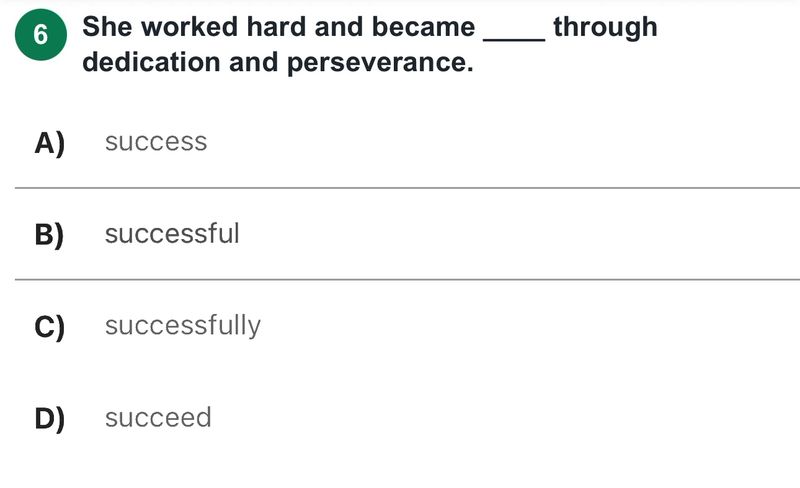 6 She worked hard and became ____ through
dedication and perseverance.
A) success
B) successful
C) successfully
D) succeed